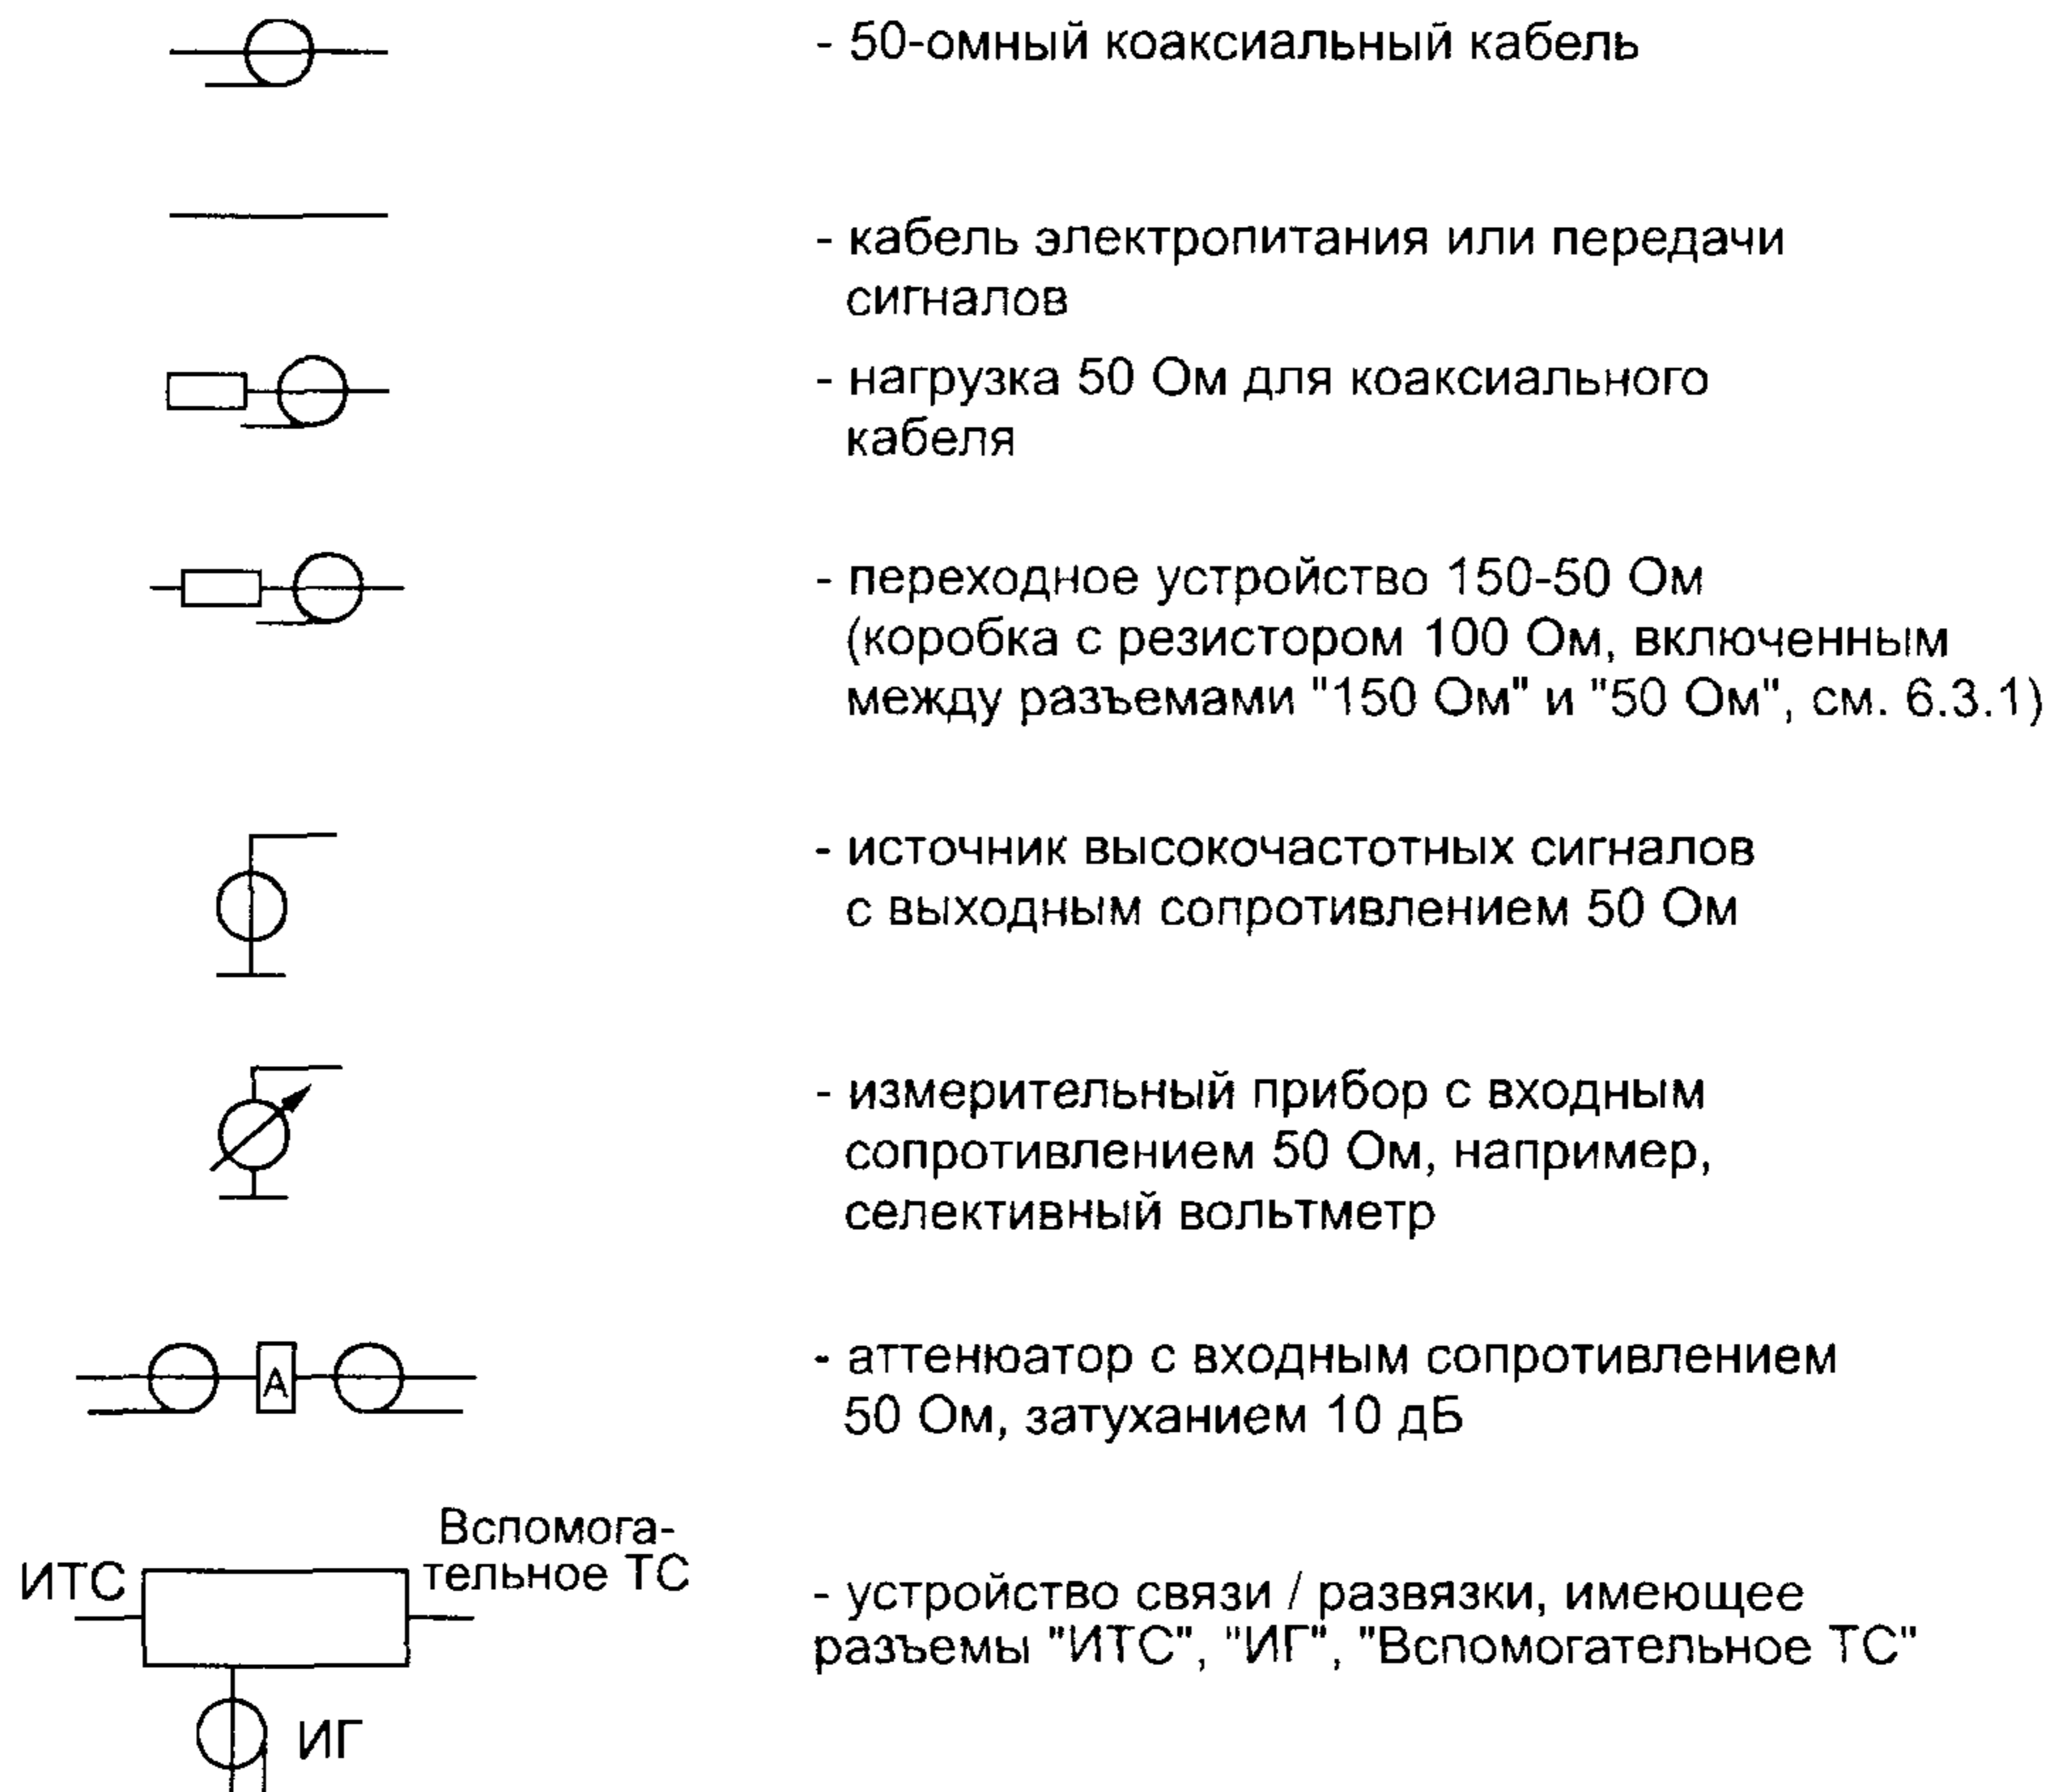 - 50-омный коаксиальный кабель
- кабель электропитания или передачи
сигналов
- нагрузка 50 Ом для коаксиального
кабеля
- переходное устройство 150-50 Ом
(коробка с резистором 100 Ом, включенным
между разъемами "150 Ом" и "50 Ом", см. 6.3.1)
- источник высокочастотных сигналов
с выходным сопротивлением 50 Ом
- измерительный прибор с входным
сопротивлением 50 Ом, например,
селективный вольтметр
A
- аттенюатор с входным сопротивлением
50 Ом, затуханием 10 дБ
ИТС
Вспомога-
тельное ТС
ИГ
- устройство связи / развязки, имеющее
разъемы "ИТС", "ИГ", "Вспомогательное ТС"